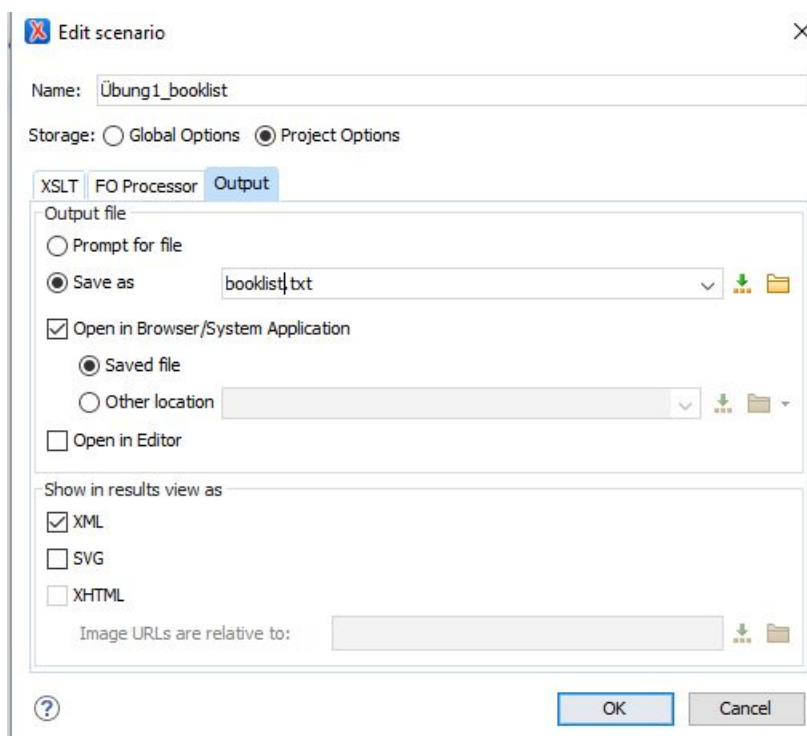 Edit scenario
Name: Übung1_booklist
Storage: Global Options Project Options
XSLT FO Processor Output
Output file
Prompt for file
Save as booklist.txt
Open in Browser/System Application
Saved file
Other location
Open in Editor
Show in results view as
XML
SVG
XHTML
Image URLs are relative to:
? OK Cancel